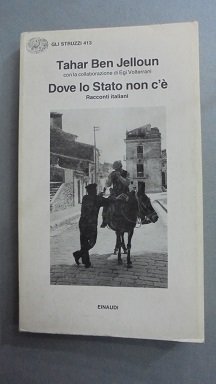 GLI STRUZZI 413
Tahar Ben Jelloun
con la collaborazione di Egi Volterrani
Dove lo Stato non c'è
Racconti italiani
EINAUDI